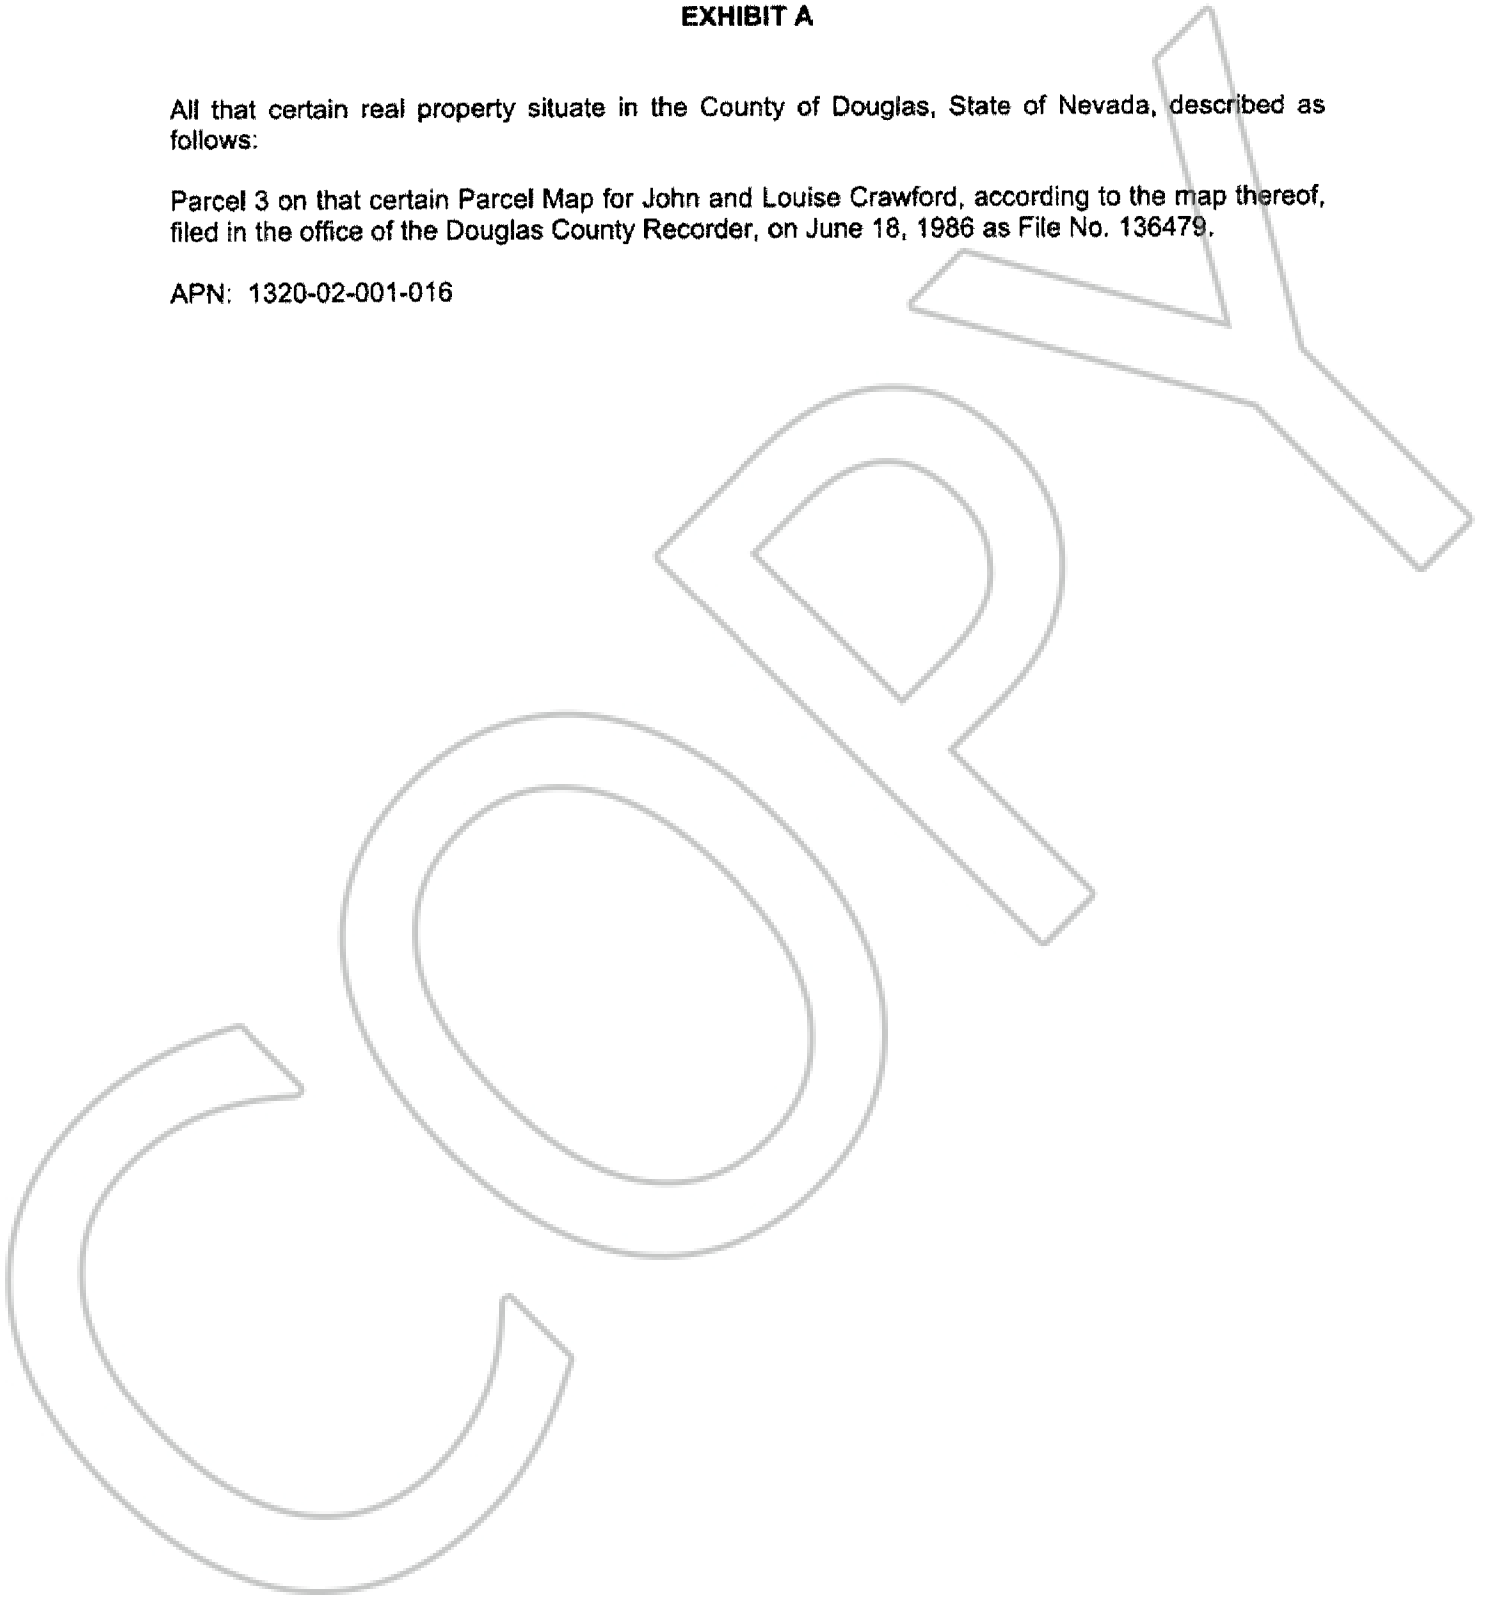 EXHIBIT A
All that certain real property situate in the County of Douglas, State of Nevada, described as
follows:
Parcel 3 on that certain Parcel Map for John and Louise Crawford, according to the map thereof,
filed in the office of the Douglas County Recorder, on June 18, 1986 as File No. 136479.
APN: 1320-02-001-016
COPY